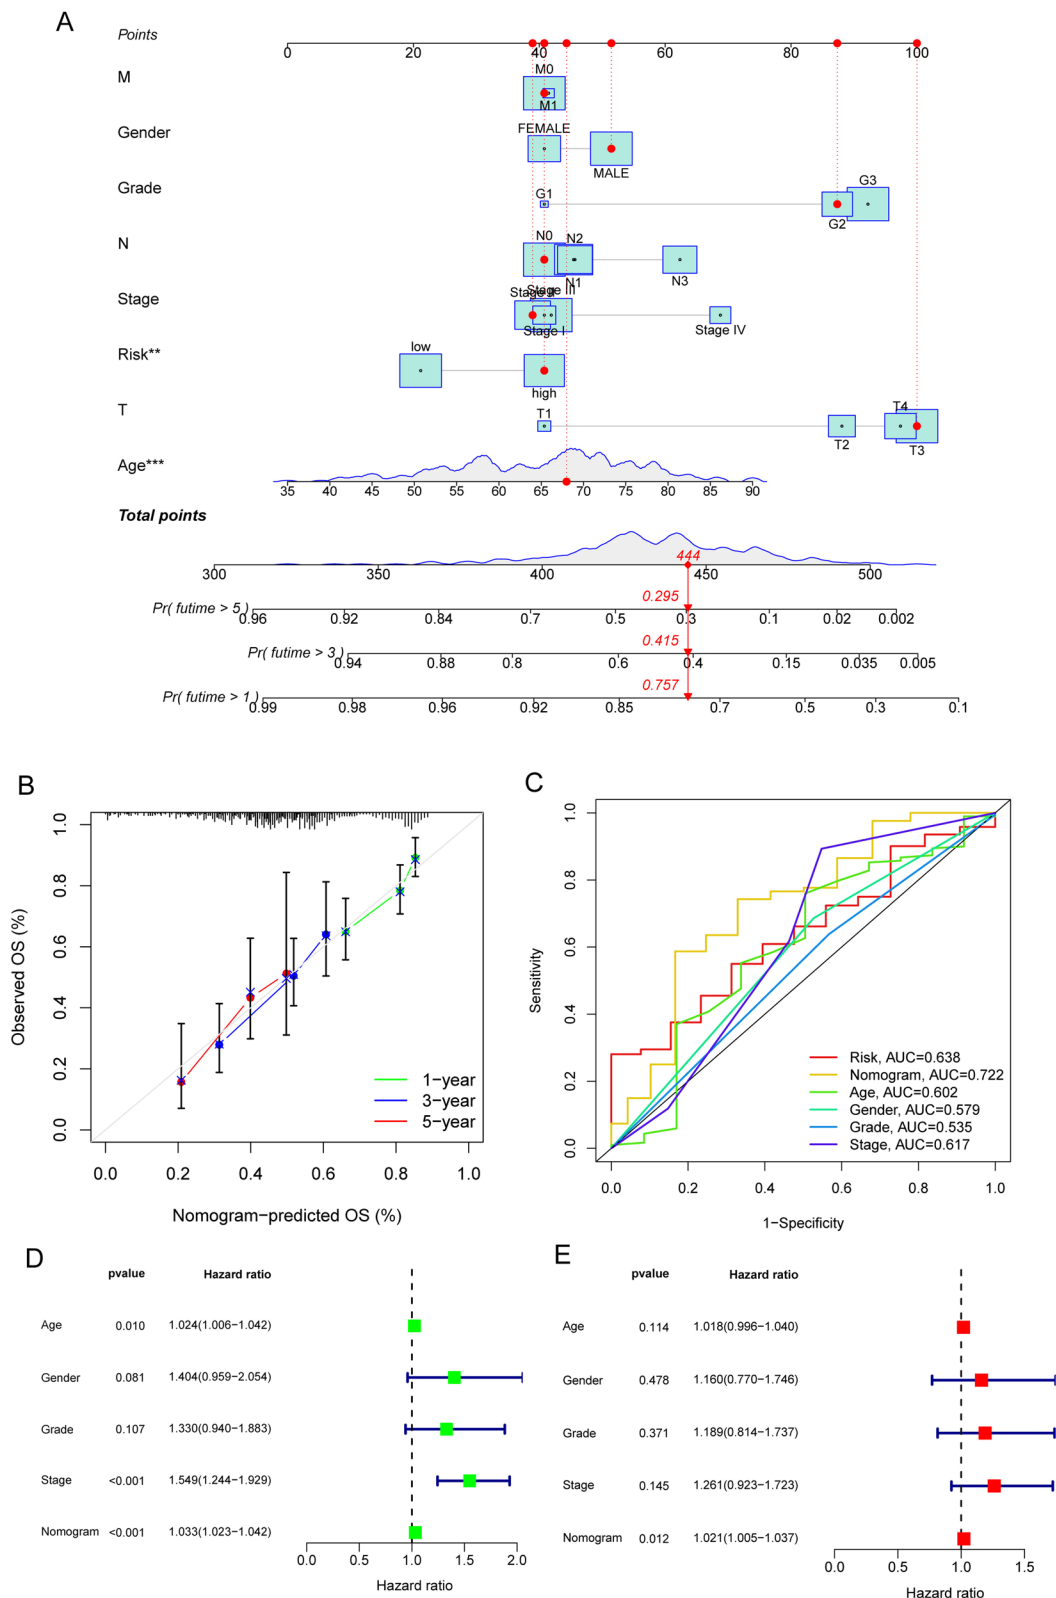 A
Points
0 20 40 60 80 100
M
M0
M1
Gender
FEMALE
MALE
Grade
G1
G2
G3
N
N0
N2
N1
N3
Stage
Stage II
Stage III
Stage I
Stage IV
Risk**
low
high
T
T1
T2
T4
T3
Age***
35 40 45 50 55 60 65 70 75 80 85 90
Total points
444
300 350 400 450 500
0.295
Pr( futime > 5 )
0.96 0.92 0.84 0.7 0.5 0.3 0.1 0.02 0.002
0.415
Pr( futime > 3 )
0.94 0.88 0.8 0.6 0.4 0.15 0.035 0.005
0.757
Pr( futime > 1 )
0.99 0.98 0.96 0.92 0.85 0.7 0.5 0.3 0.1
B
Observed OS (%)
0.0 0.2 0.4 0.6 0.8 1.0
1-year
3-year
5-year
0.0 0.2 0.4 0.6 0.8 1.0
Nomogram-predicted OS (%)
C
Sensitivity
0.0 0.2 0.4 0.6 0.8 1.0
Risk, AUC=0.638
Nomogram, AUC=0.722
Age, AUC=0.602
Gender, AUC=0.579
Grade, AUC=0.535
Stage, AUC=0.617
0.0 0.2 0.4 0.6 0.8 1.0
1-Specificity
D
pvalue Hazard ratio
Age 0.010 1.024(1.006-1.042)
Gender 0.081 1.404(0.959-2.054)
Grade 0.107 1.330(0.940-1.883)
Stage <0.001 1.549(1.244-1.929)
Nomogram <0.001 1.033(1.023-1.042)
0.0 0.5 1.0 1.5 2.0
Hazard ratio
E
pvalue Hazard ratio
Age 0.114 1.018(0.996-1.040)
Gender 0.478 1.160(0.770-1.746)
Grade 0.371 1.189(0.814-1.737)
Stage 0.145 1.261(0.923-1.723)
Nomogram 0.012 1.021(1.005-1.037)
0.0 0.5 1.0 1.5
Hazard ratio